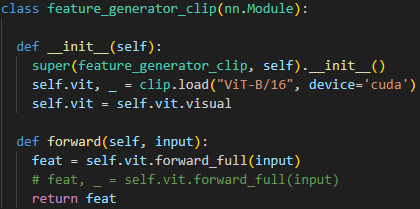 class feature_generator_clip(nn.Module):
def __init__(self):
super(feature_generator_clip, self).__init__()
self.vit, _ = clip.load("ViT-B/16", device='cuda')
self.vit = self.vit.visual
def forward(self, input):
feat = self.vit.forward_full(input)
# feat, _ = self.vit.forward_full(input)
return feat